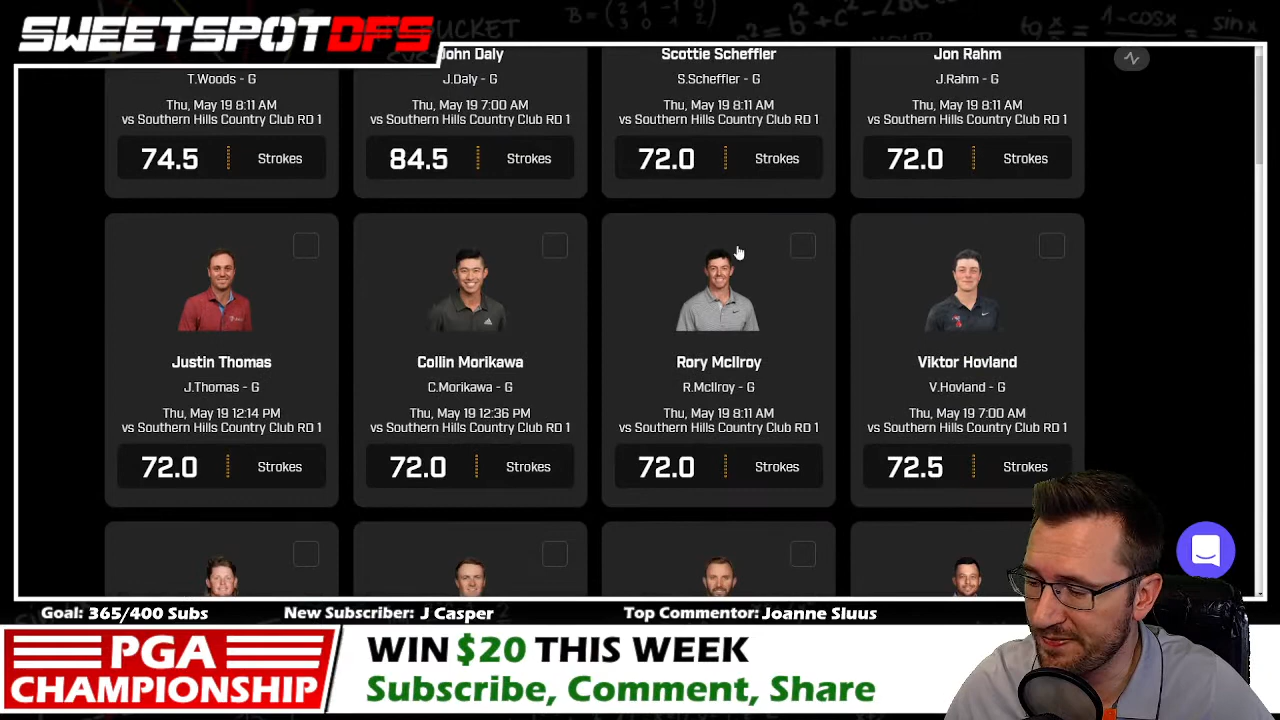 SWEETSPOTDFS
John Daly
Scottie Scheffler
Jon Rahm
T.Woods - G
J.Daly - G
S.Scheffler - G
J.Rahm - G
Thu, May 19 8:11 AM
vs Southern Hills Country Club RD 1
Thu, May 19 7:00 AM
vs Southern Hills Country Club RD 1
Thu, May 19 8:11 AM
vs Southern Hills Country Club RD 1
Thu, May 19 8:11 AM
vs Southern Hills Country Club RD 1
74.5 Strokes
84.5 Strokes
72.0 Strokes
72.0 Strokes
Justin Thomas
J.Thomas - G
Thu, May 19 12:14 PM
vs Southern Hills Country Club RD 1
72.0 Strokes
Collin Morikawa
C.Morikawa - G
Thu, May 19 12:36 PM
vs Southern Hills Country Club RD 1
72.0 Strokes
Rory McIlroy
R.McIlroy - G
Thu, May 19 8:11 AM
vs Southern Hills Country Club RD 1
72.0 Strokes
Viktor Hovland
V.Hovland - G
Thu, May 19 7:00 AM
vs Southern Hills Country Club RD 1
72.5 Strokes
Goal: 365/400 Subs
New Subscriber: J Casper
Top Commentor: Joanne Sluus
PGA
CHAMPIONSHIP
WIN $20 THIS WEEK
Subscribe, Comment, Share